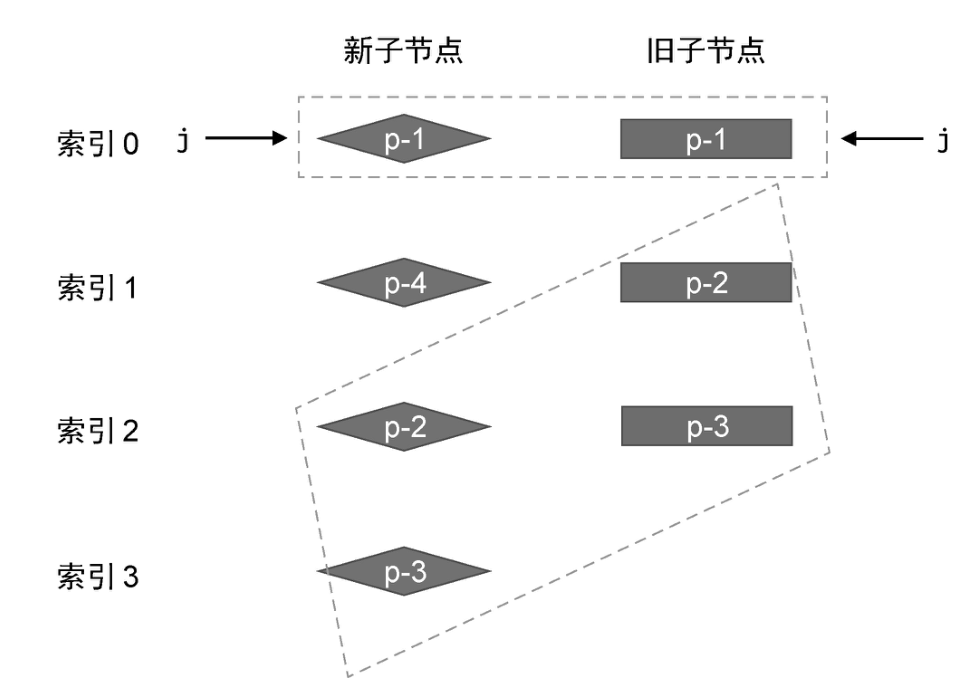 新子节点 旧子节点
索引 0 j p-1 p-1 j
索引 1 p-4 p-2
索引 2 p-2 p-3
索引 3 p-3